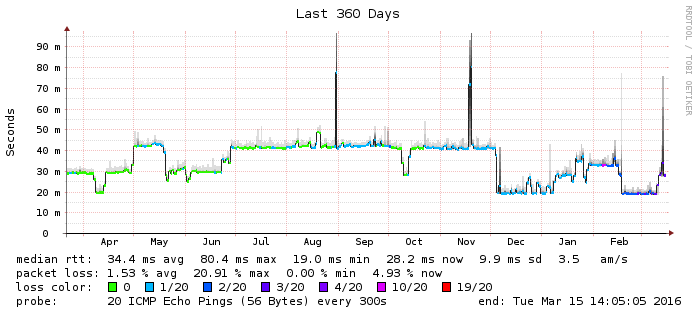 Last 360 Days
RRDTOOL / TOBI OETIKER
Seconds
90 m
80 m
70 m
60 m
50 m
40 m
30 m
20 m
10 m
0
Apr May Jun Jul Aug Sep Oct Nov Dec Jan Feb
median rtt: 34.4 ms avg 80.4 ms max 19.0 ms min 28.2 ms now 9.9 ms sd 3.5 am/s
packet loss: 1.53 % avg 20.91 % max 0.00 % min 4.93 % now
loss color: 0 1/20 2/20 3/20 4/20 10/20 19/20
probe: 20 ICMP Echo Pings (56 Bytes) every 300s end: Tue Mar 15 14:05:05 2016